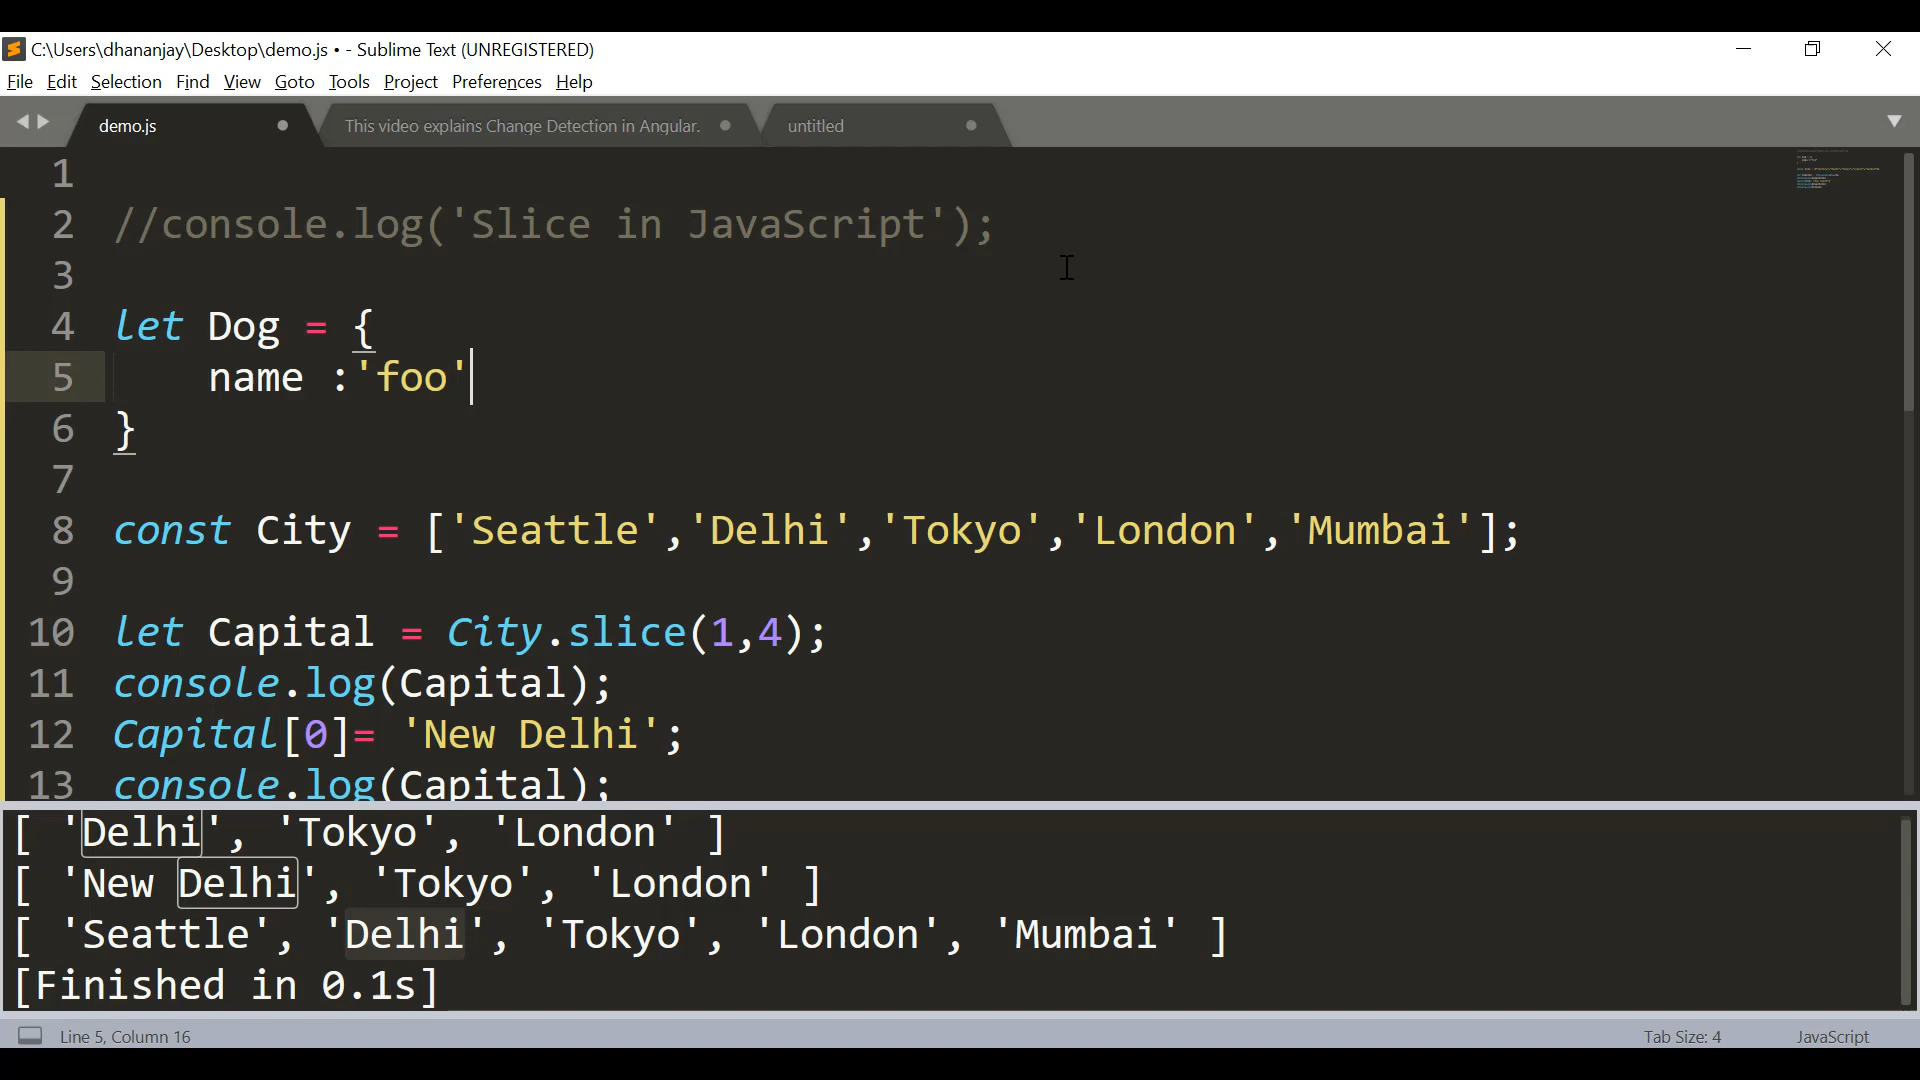 C:\Users\dhananjay\Desktop\demo.js • - Sublime Text (UNREGISTERED)
File Edit Selection Find View Goto Tools Project Preferences Help
demo.js This video explains Change Detection in Angular. untitled
1
2 //console.log('Slice in JavaScript');
3
4 let Dog = {
5 name :'foo'
6 }
7
8 const City = ['Seattle','Delhi','Tokyo','London','Mumbai'];
9
10 let Capital = City.slice(1,4);
11 console.log(Capital);
12 Capital[0]= 'New Delhi';
13 console.log(Capital);
[ 'Delhi', 'Tokyo', 'London' ]
[ 'New Delhi', 'Tokyo', 'London' ]
[ 'Seattle', 'Delhi', 'Tokyo', 'London', 'Mumbai' ]
[Finished in 0.1s]
Line 5, Column 16 Tab Size: 4 JavaScript